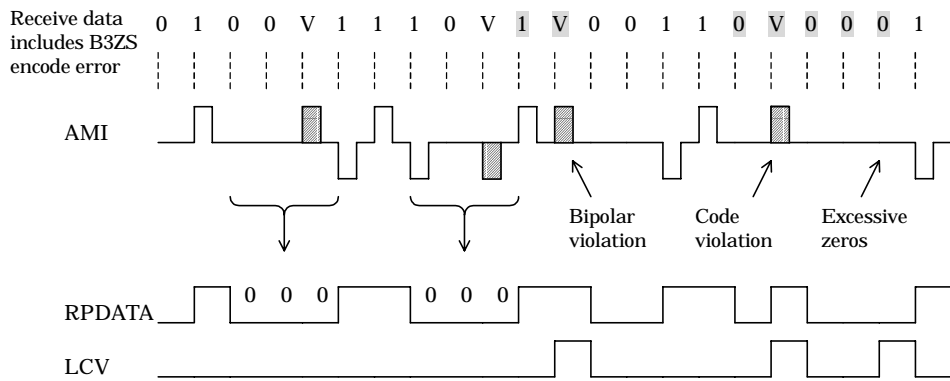 Receive data
includes B3ZS
encode error
0 1 0 0 V 1 1 1 0 V 1 V 0 0 1 1 0 V 0 0 0 1
AMI
Bipolar
violation
Code
violation
Excessive
zeros
0 0 0 0 0 0
RPDATA
LCV